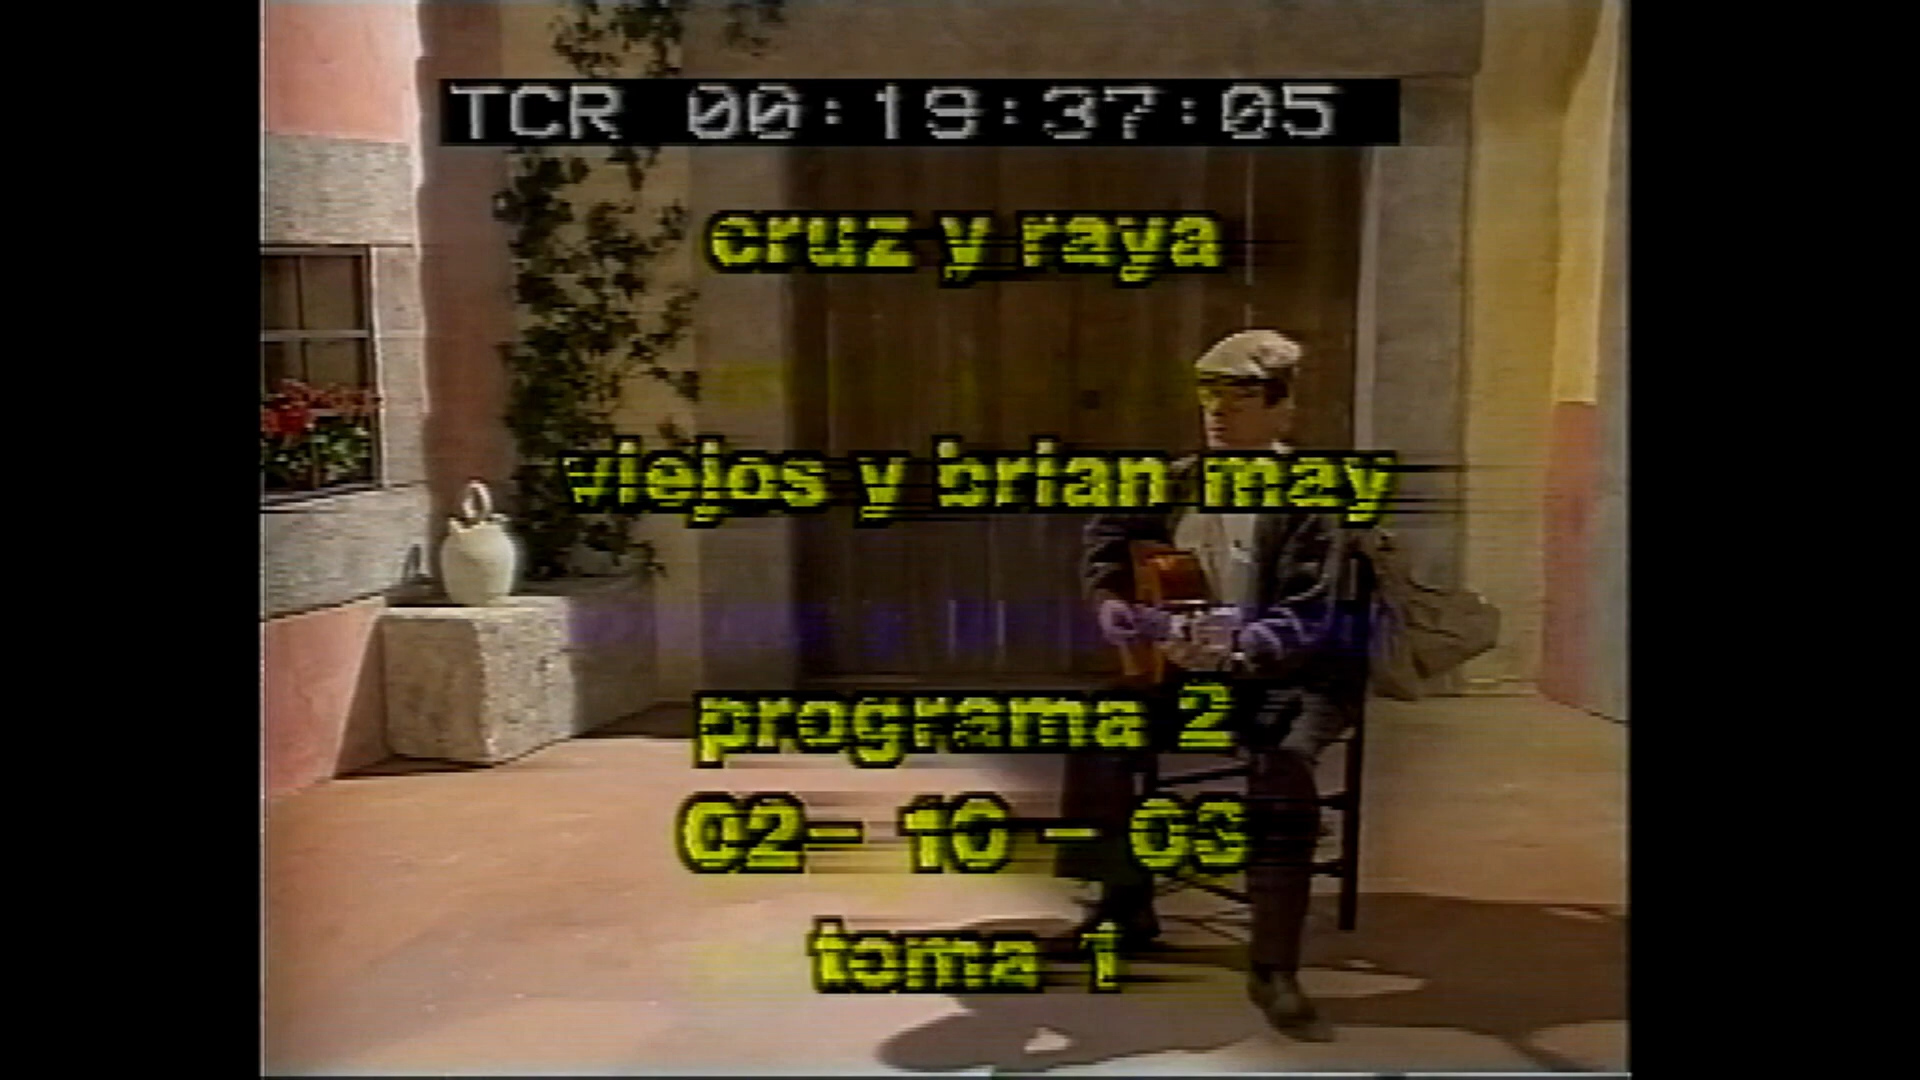 TCR 00:19:37:05
cruz y raya
viejos y brian may
programa 2
02- 10 - 03
toma 1